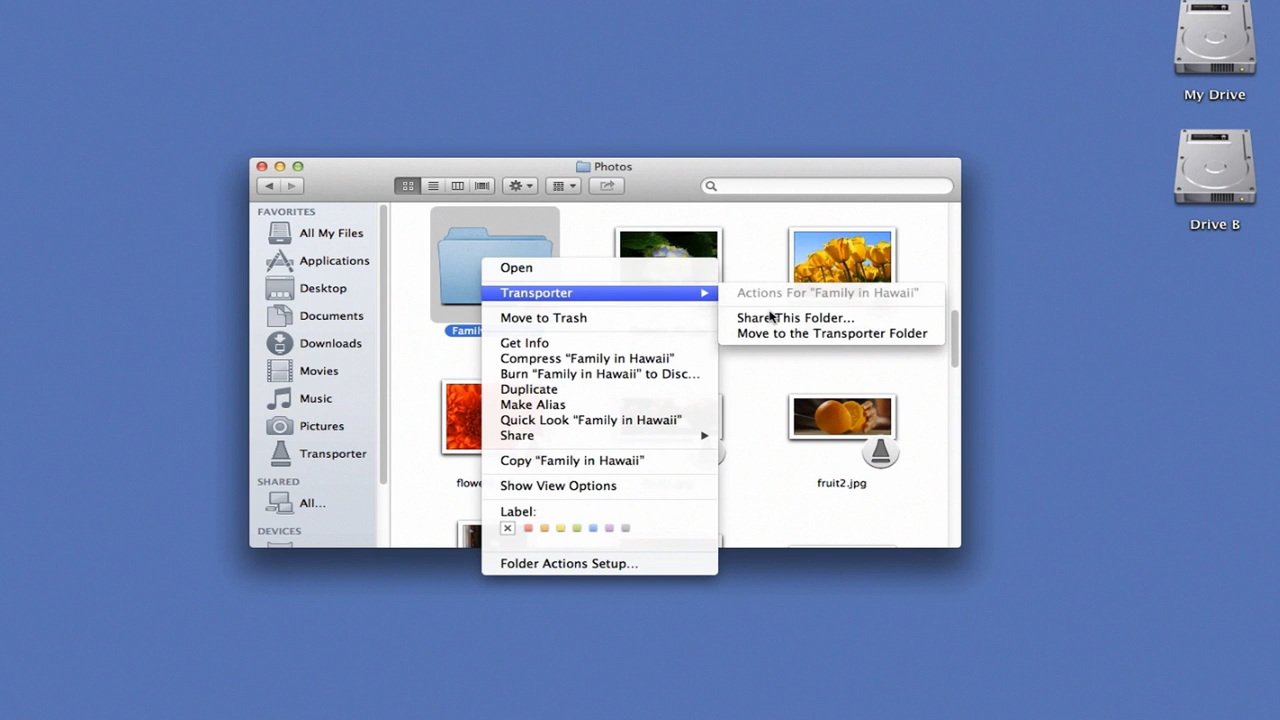 My Drive
Drive B
Photos
FAVORITES
All My Files
Applications
Desktop
Documents
Downloads
Movies
Music
Pictures
Transporter
SHARED
All...
DEVICES
Famil
flowe
fruit2.jpg
Open
Transporter
Move to Trash
Get Info
Compress “Family in Hawaii”
Burn “Family in Hawaii” to Disc...
Duplicate
Make Alias
Quick Look “Family in Hawaii”
Share
Copy “Family in Hawaii”
Show View Options
Label:
Folder Actions Setup...
Actions For "Family in Hawaii"
Share This Folder...
Move to the Transporter Folder